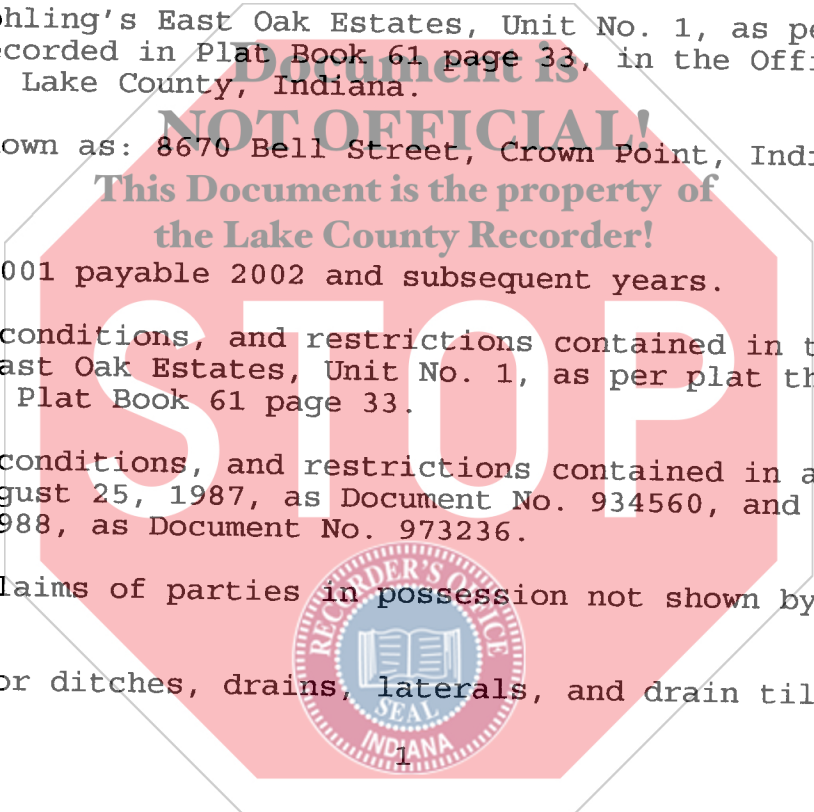 hling's East Oak Estates, Unit No. 1, as pe
corded in Plat Book 61 page 33, in the Offi
Lake County, Indiana.
Document is
NOT OFFICIAL!
own as: 8670 Bell Street, Crown Point, Indi
This Document is the property of
the Lake County Recorder!
001 payable 2002 and subsequent years.
STOP
conditions, and restrictions contained in t
ast Oak Estates, Unit No. 1, as per plat th
Plat Book 61 page 33.
conditions, and restrictions contained in a
gust 25, 1987, as Document No. 934560, and
988, as Document No. 973236.
RECORDER'S OFFICE
laims of parties in possession not shown by
or ditches, drains, laterals, and drain til
SEAL
INDIANA
1